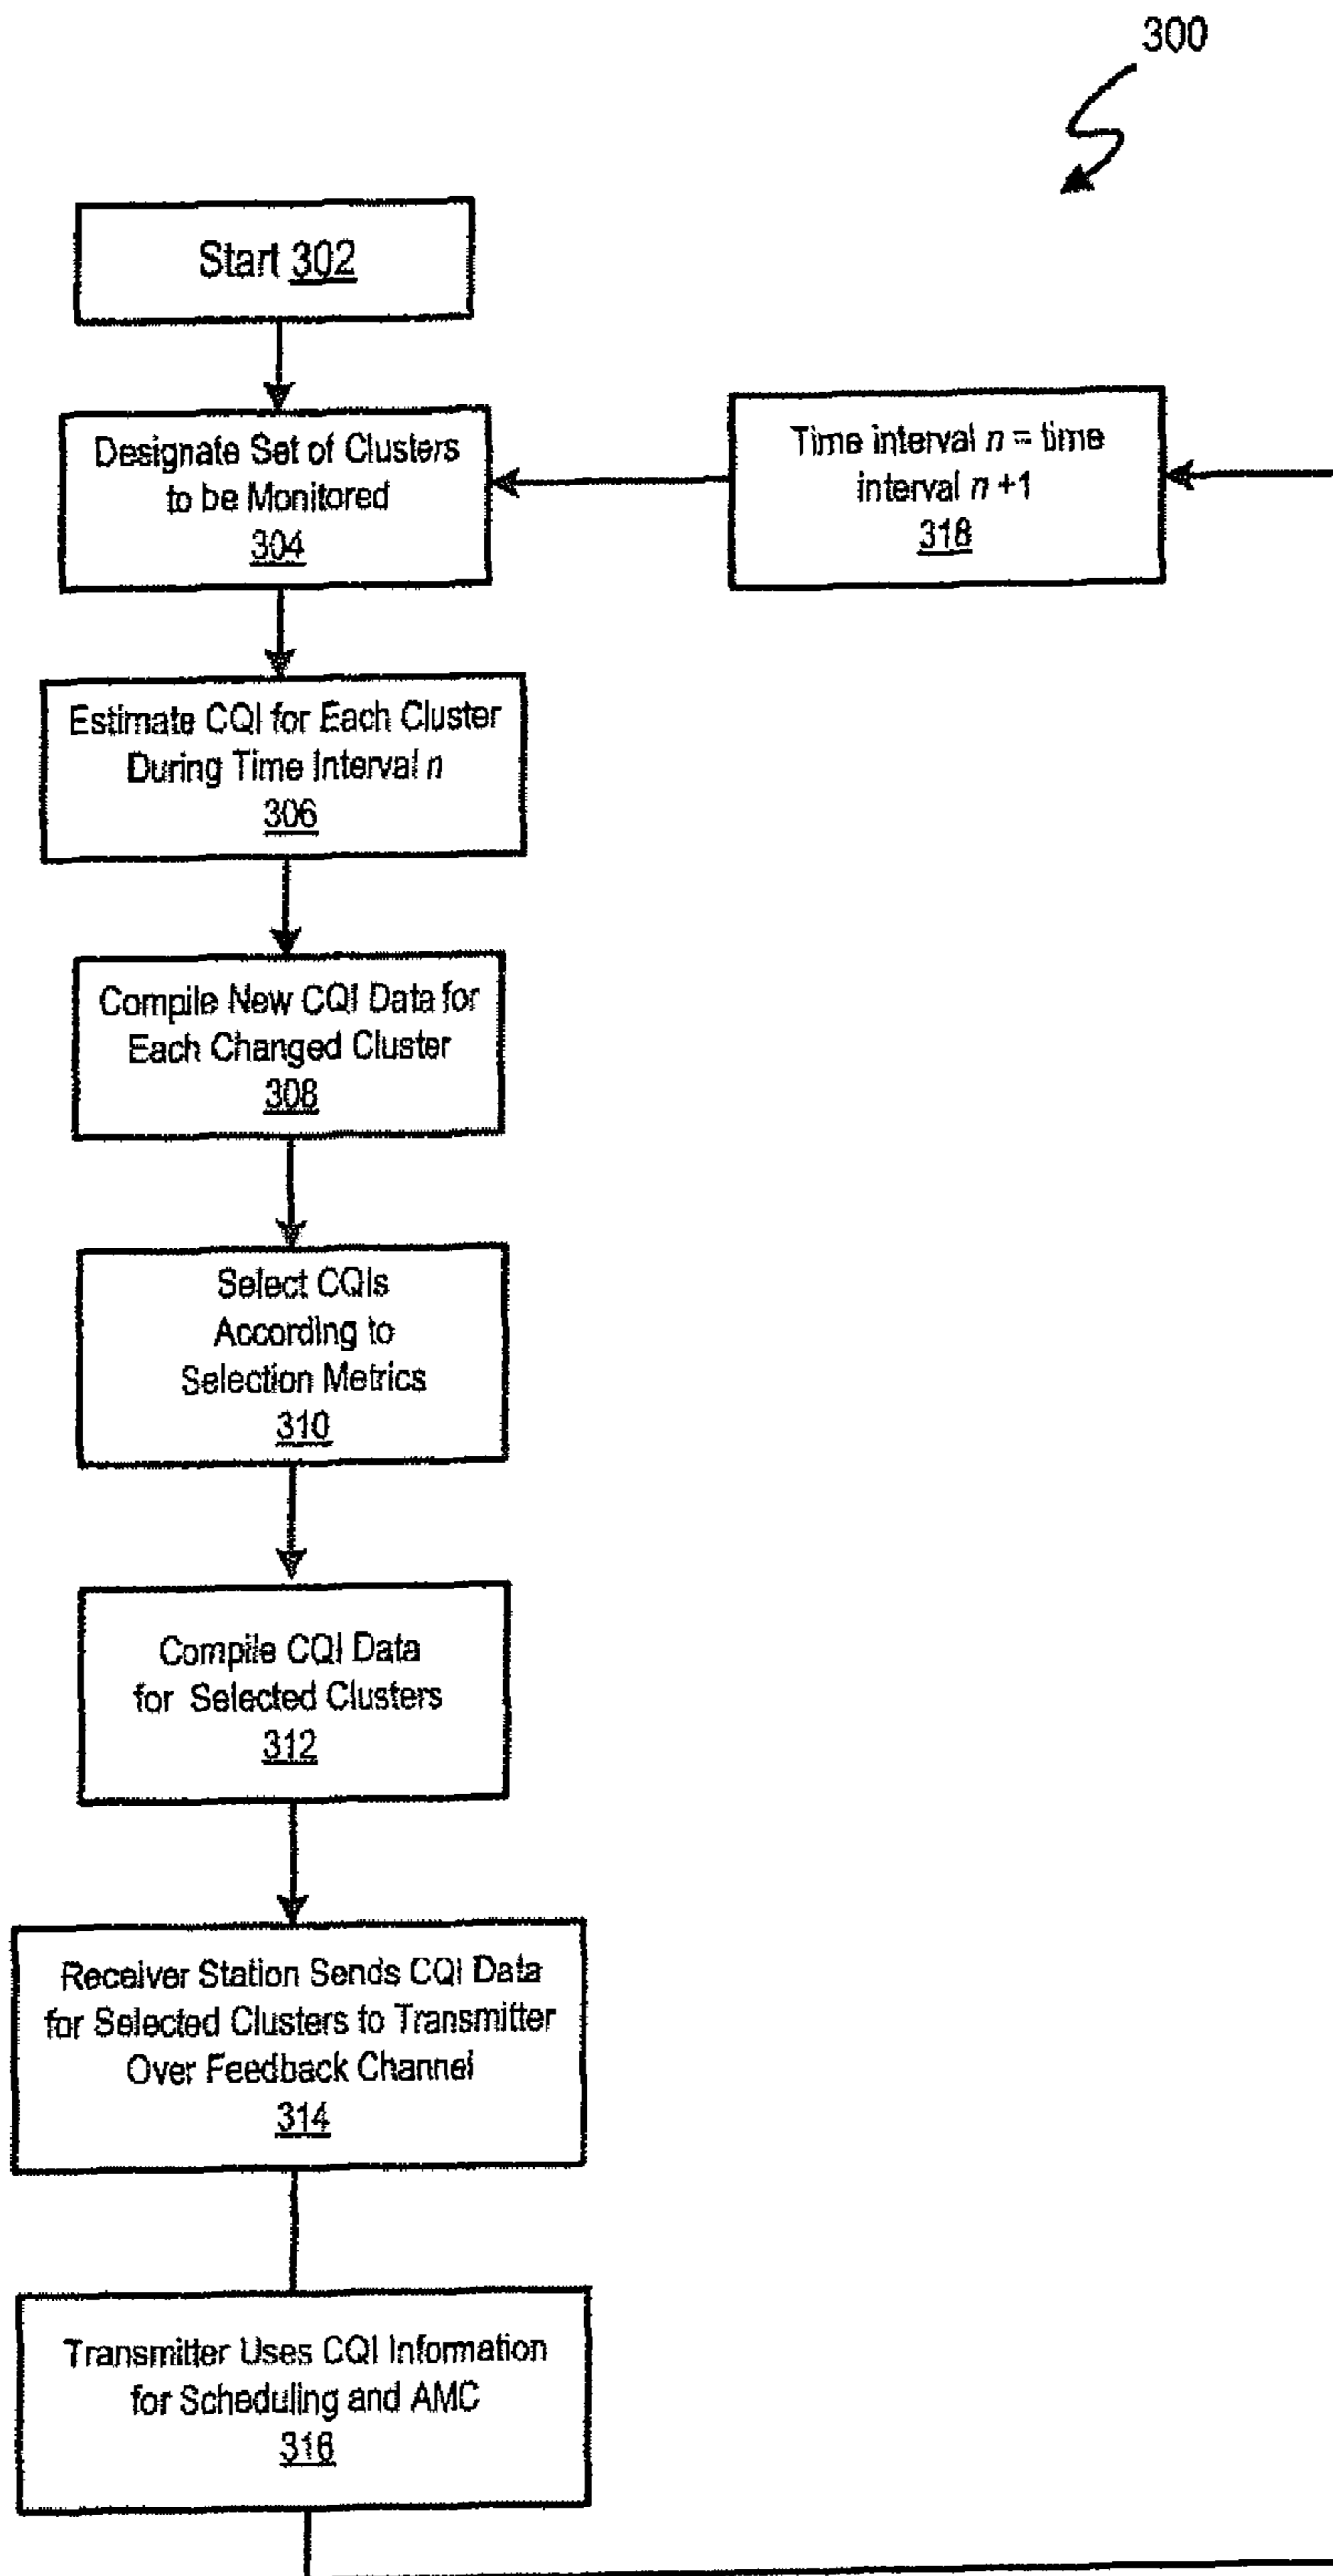 300
Start 302
Designate Set of Clusters
to be Monitored
304
Time interval n = time
interval n +1
318
Estimate CQI for Each Cluster
During Time Interval n
306
Compile New CQI Data for
Each Changed Cluster
308
Select CQIs
According to
Selection Metrics
310
Compile CQI Data
for Selected Clusters
312
Receiver Station Sends CQI Data
for Selected Clusters to Transmitter
Over Feedback Channel
314
Transmitter Uses CQI Information
for Scheduling and AMC
316